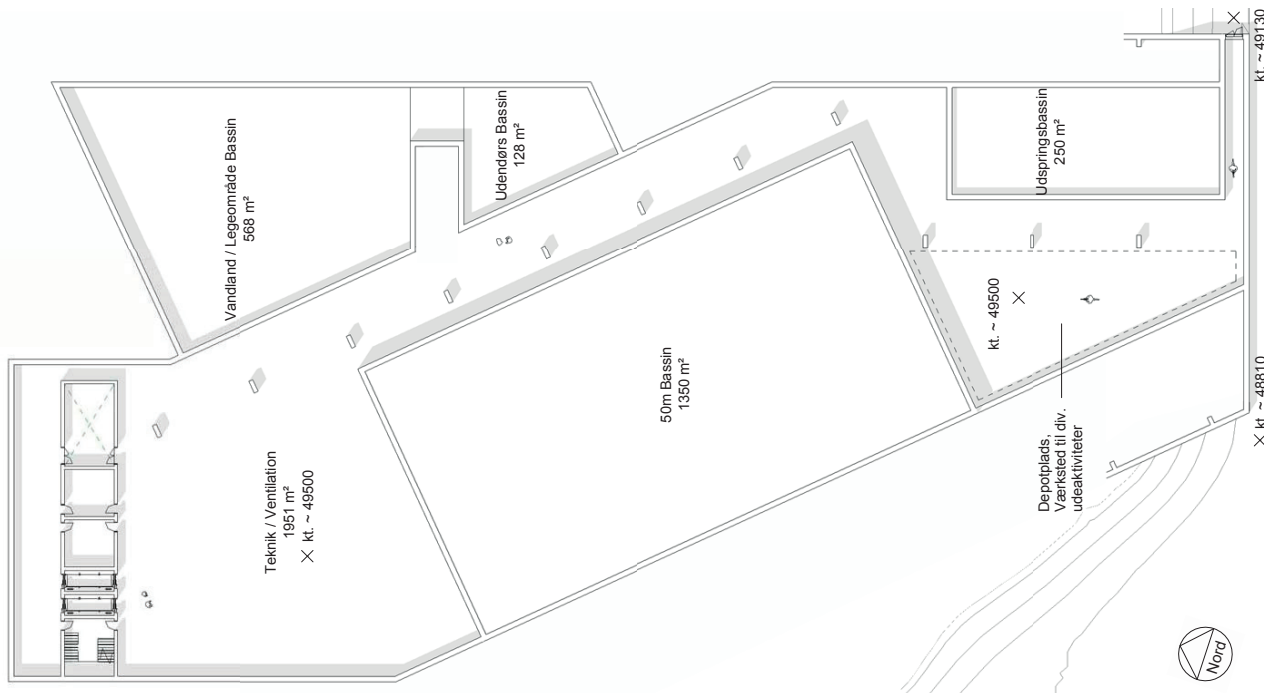 Vandland / Legeområde Bassin
568 m²
Udendørs Bassin
128 m²
Udspringsbassin
250 m²
kt. ~ 49130
Teknik / Ventilation
1951 m²
kt. ~ 49500
50m Bassin
1350 m²
kt. ~ 49500
Depotplads,
Værksted til div.
udeaktiviteter
kt. ~ 48810
Nord